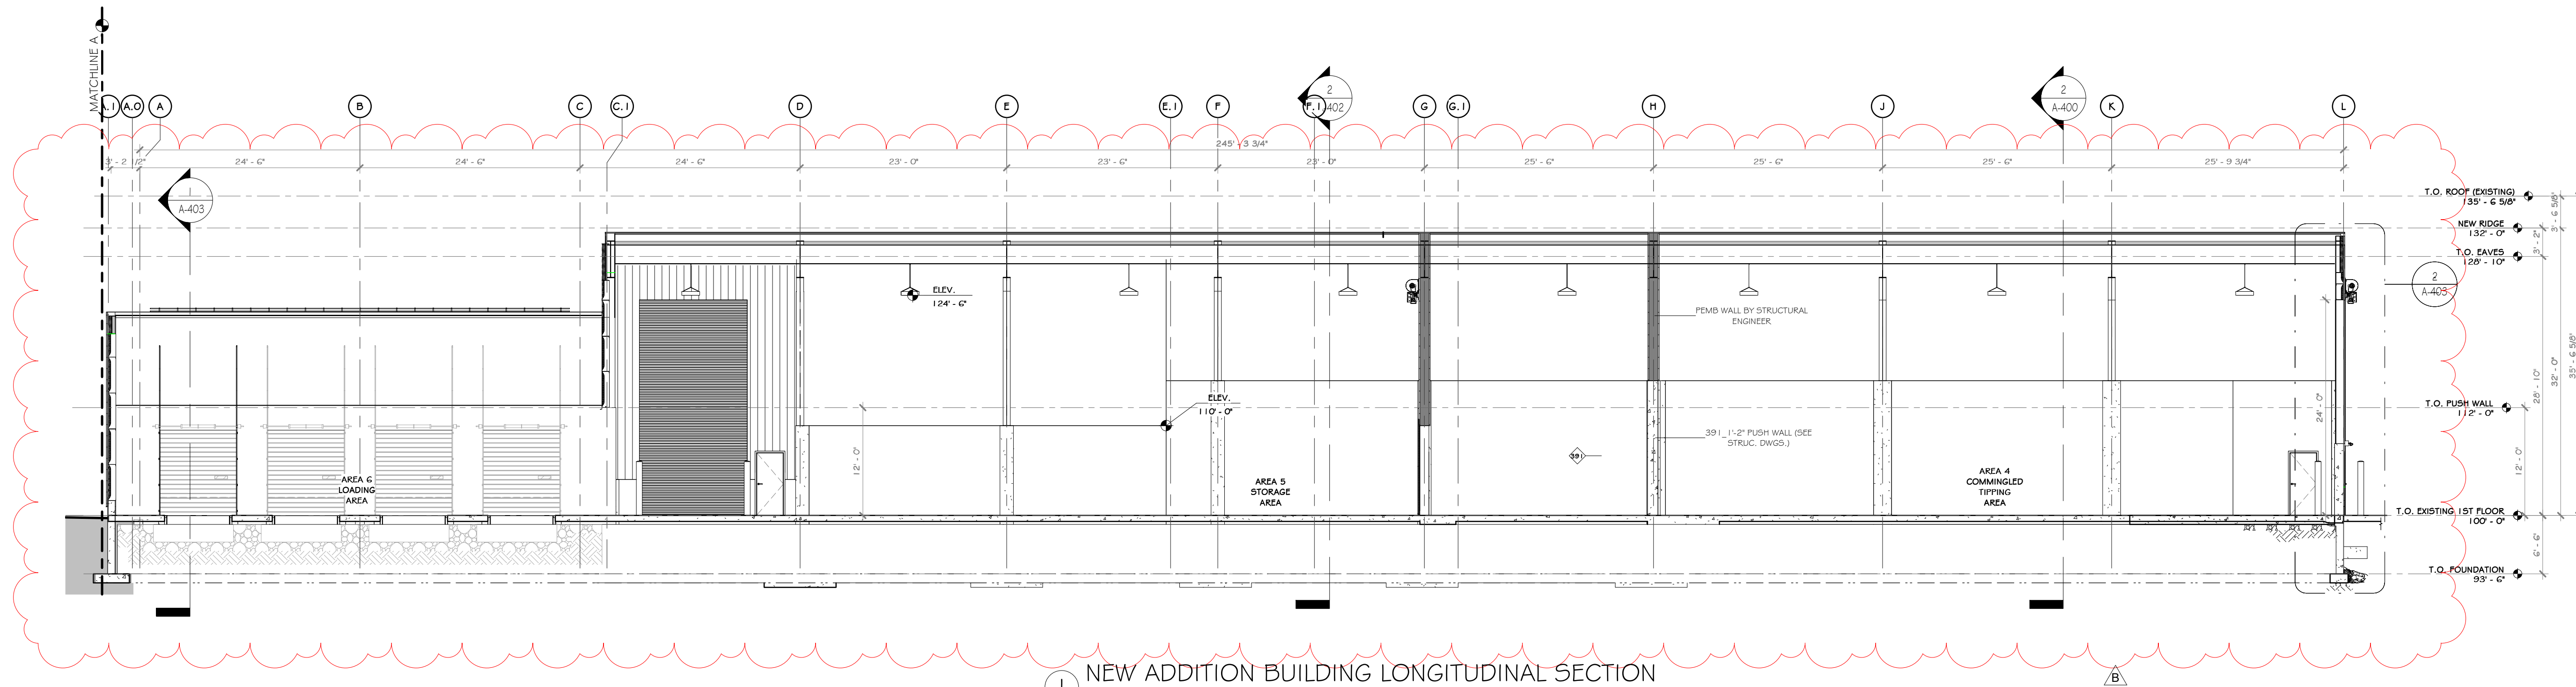 MATCHLINE A
A.0
A
B
C
C.1
D
E
E.1
F
F.1
2
G
G.1
H
J
2
A-400
K
L
245' - 3 3/4"
24' - 6"
24' - 6"
24' - 6"
23' - 0"
23' - 6"
23' - 0"
25' - 6"
25' - 6"
25' - 6"
25' - 9 3/4"
A-403
T.O. ROOF (EXISTING)
135' - 6 5/8"
NEW RIDGE
132' - 0"
T.O. EAVES
128' - 10"
3' - 6 5/8"
3' - 2"
2
A-403
ELEV.
124' - 6"
PEMB WALL BY STRUCTURAL
ENGINEER
ELEV.
110' - 0"
24' - 0"
28' - 10"
32' - 0"
35' - 6 5/8"
T.O. PUSH WALL
112' - 0"
391_1'-2" PUSH WALL (SEE
STRUC. DWGS.)
391
12' - 0"
12' - 0"
AREA 6
LOADING
AREA
AREA 5
STORAGE
AREA
AREA 4
COMMINGLED
TIPPING
AREA
T.O. EXISTING 1ST FLOOR
100' - 0"
6' - 6"
T.O. FOUNDATION
93' - 6"
1
NEW ADDITION BUILDING LONGITUDINAL SECTION
B